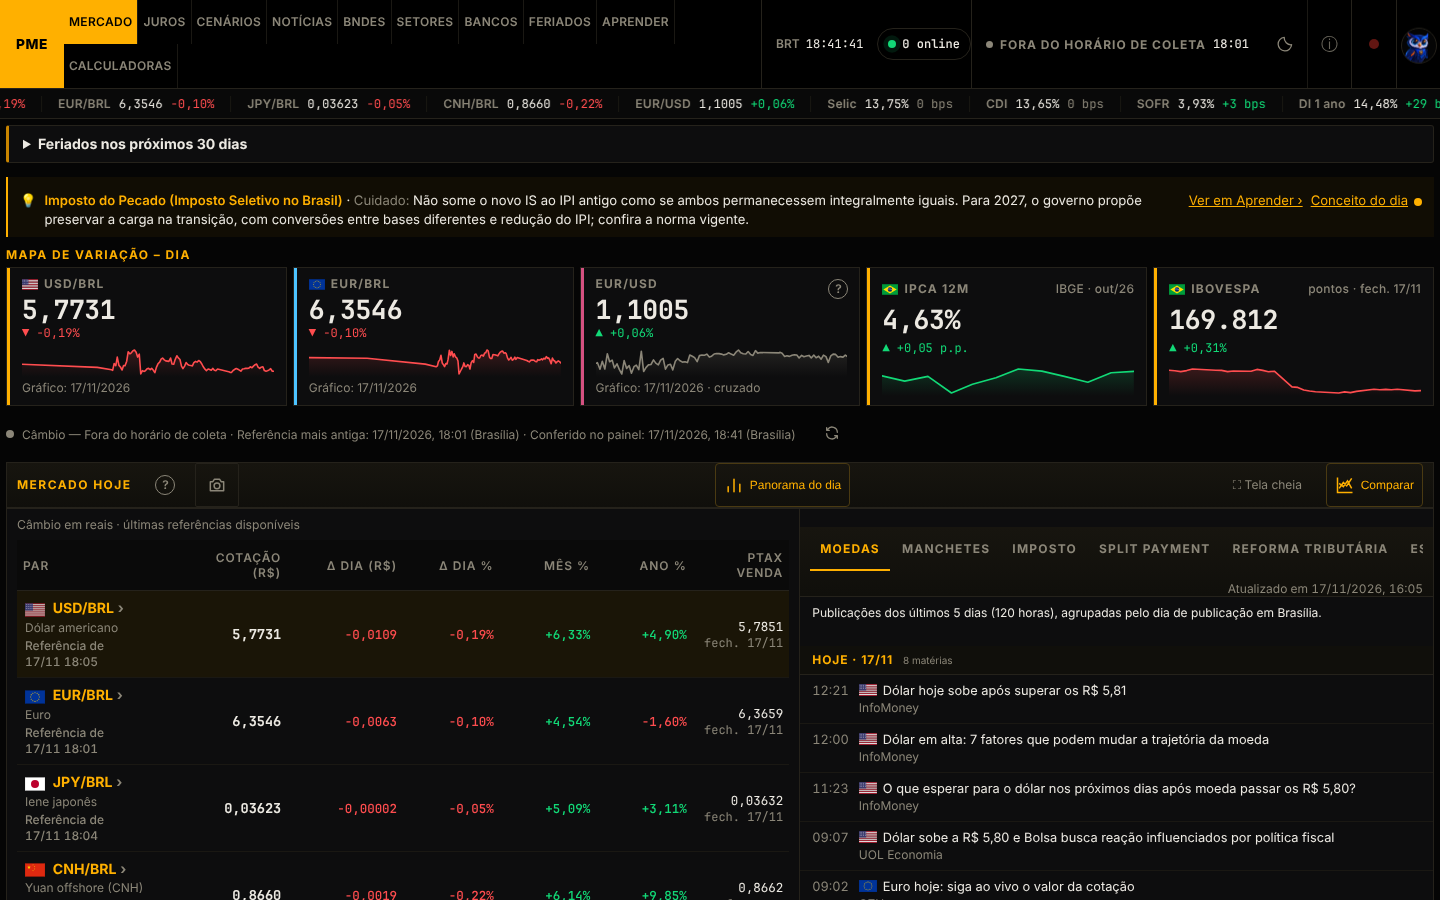 PME
MERCADO JUROS CENÁRIOS NOTÍCIAS BNDES SETORES BANCOS FERIADOS APRENDER
CALCULADORAS
BRT 18:41:41 0 online FORA DO HORÁRIO DE COLETA 18:01
,19% EUR/BRL 6,3546 -0,10% JPY/BRL 0,03623 -0,05% CNH/BRL 0,8660 -0,22% EUR/USD 1,1005 +0,06% Selic 13,75% 0 bps CDI 13,65% 0 bps SOFR 3,93% +3 bps DI 1 ano 14,48% +29 b
Feriados nos próximos 30 dias
Imposto do Pecado (Imposto Seletivo no Brasil) · Cuidado: Não some o novo IS ao IPI antigo como se ambos permanecessem integralmente iguais. Para 2027, o governo propõe
preservar a carga na transição, com conversões entre bases diferentes e redução do IPI; confira a norma vigente.
Ver em Aprender › Conceito do dia
MAPA DE VARIAÇÃO – DIA
USD/BRL
5,7731
▼ -0,19%
Gráfico: 17/11/2026
EUR/BRL
6,3546
▼ -0,10%
Gráfico: 17/11/2026
EUR/USD ?
1,1005
▲ +0,06%
Gráfico: 17/11/2026 · cruzado
IPCA 12M IBGE · out/26
4,63%
▲ +0,05 p.p.
IBOVESPA pontos · fech. 17/11
169.812
▲ +0,31%
Câmbio — Fora do horário de coleta · Referência mais antiga: 17/11/2026, 18:01 (Brasília) · Conferido no painel: 17/11/2026, 18:41 (Brasília)
MERCADO HOJE ? Panorama do dia Tela cheia Comparar
Câmbio em reais · últimas referências disponíveis
PAR COTAÇÃO (R$) Δ DIA (R$) Δ DIA % MÊS % ANO % PTAX VENDA
USD/BRL ›
Dólar americano
Referência de
17/11 18:05
5,7731 -0,0109 -0,19% +6,33% +4,90% 5,7851
fech. 17/11
EUR/BRL ›
Euro
Referência de
17/11 18:01
6,3546 -0,0063 -0,10% +4,54% -1,60% 6,3659
fech. 17/11
JPY/BRL ›
Iene japonês
Referência de
17/11 18:04
0,03623 -0,00002 -0,05% +5,09% +3,11% 0,03632
fech. 17/11
CNH/BRL ›
Yuan offshore (CNH)
0,8660 -0,0019 -0,22% +6,14% +9,85% 0,8662
MOEDAS MANCHETES IMPOSTO SPLIT PAYMENT REFORMA TRIBUTÁRIA ES
Atualizado em 17/11/2026, 16:05
Publicações dos últimos 5 dias (120 horas), agrupadas pelo dia de publicação em Brasília.
HOJE · 17/11 8 matérias
12:21 Dólar hoje sobe após superar os R$ 5,81
InfoMoney
12:00 Dólar em alta: 7 fatores que podem mudar a trajetória da moeda
InfoMoney
11:23 O que esperar para o dólar nos próximos dias após moeda passar os R$ 5,80?
InfoMoney
09:07 Dólar sobe a R$ 5,80 e Bolsa busca reação influenciados por política fiscal
UOL Economia
09:02 Euro hoje: siga ao vivo o valor da cotação